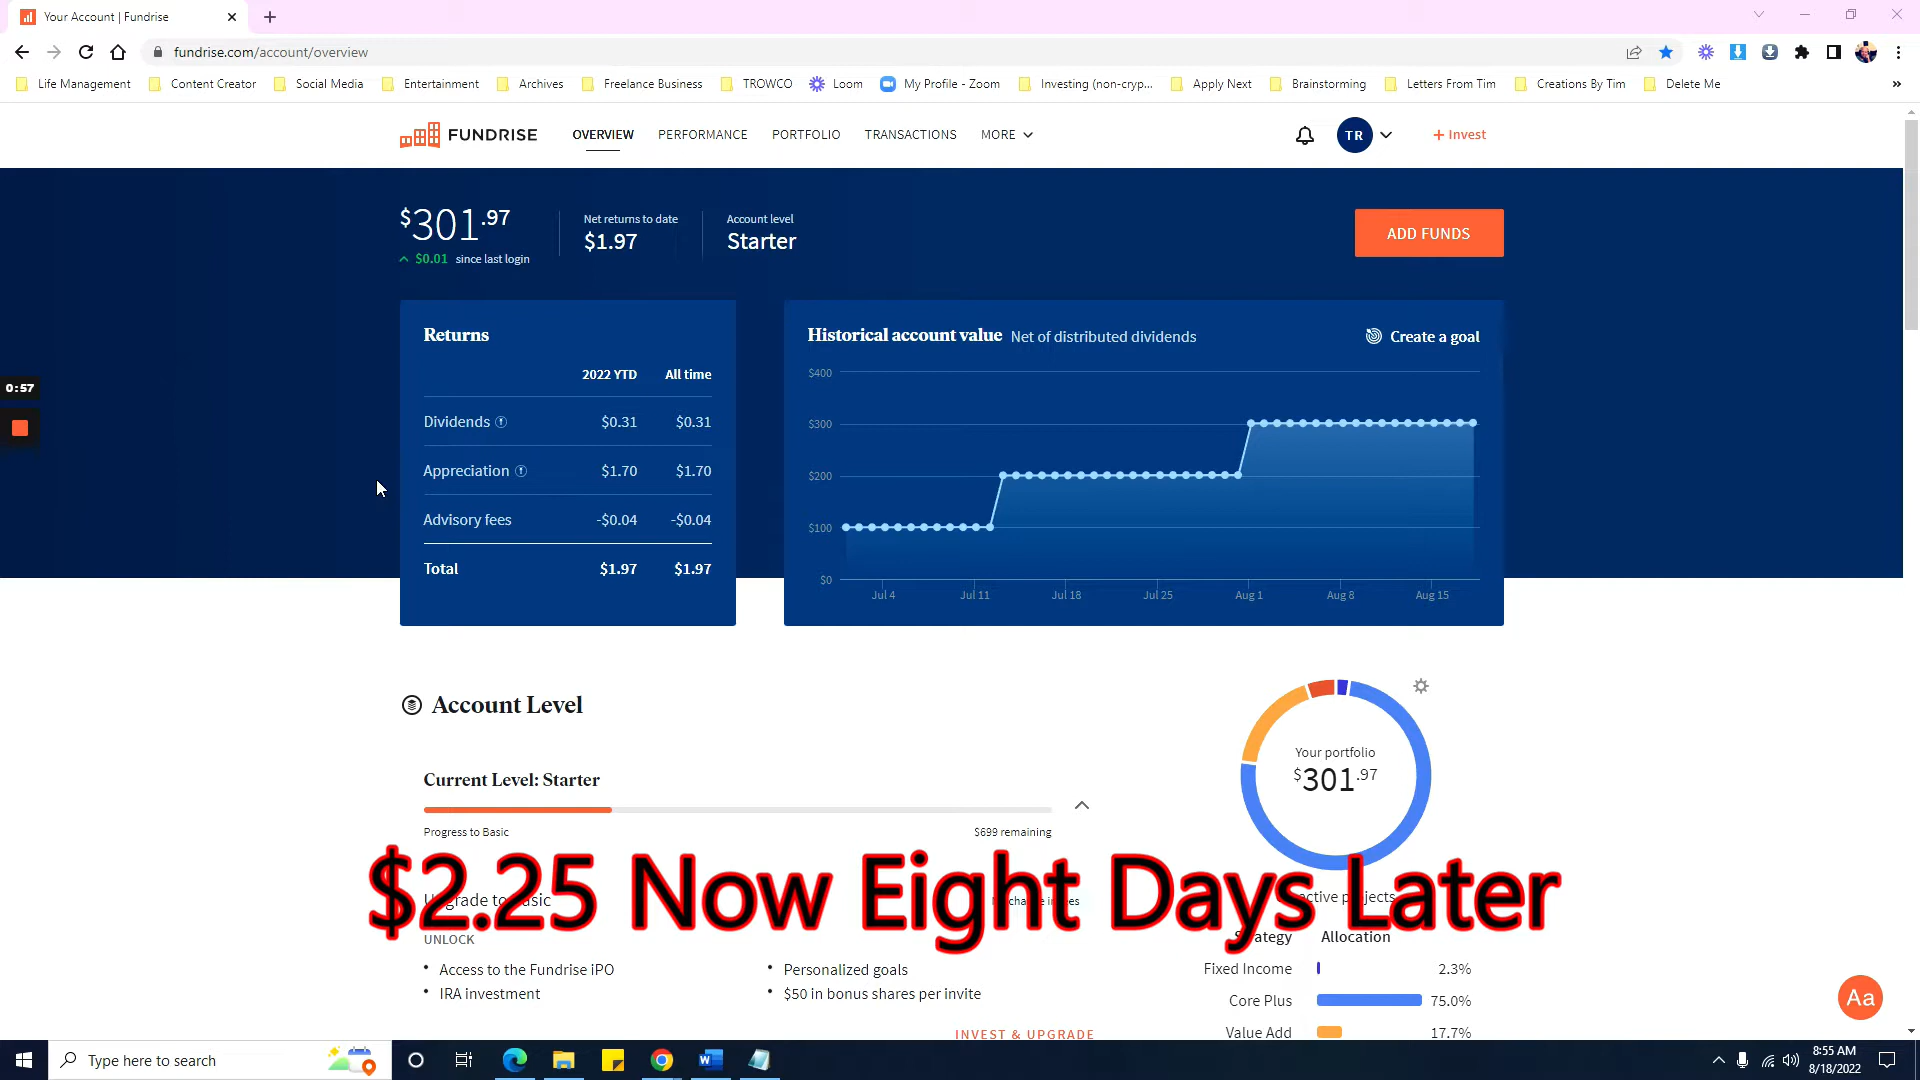 Your Account | Fundrise
fundrise.com/account/overview
Life Management Content Creator Social Media Entertainment Archives Freelance Business TROWCO Loom My Profile - Zoom Investing (non-cryp... Apply Next Brainstorming Letters From Tim Creations By Tim Delete Me »
FUNDRISE OVERVIEW PERFORMANCE PORTFOLIO TRANSACTIONS MORE TR + Invest
$301.97
$0.01 since last login
Net returns to date
$1.97
Account level
Starter
ADD FUNDS
0:57
Returns
2022 YTD All time
Dividends $0.31 $0.31
Appreciation $1.70 $1.70
Advisory fees -$0.04 -$0.04
Total $1.97 $1.97
Historical account value Net of distributed dividends Create a goal
$400
$300
$200
$100
$0
Jul 4 Jul 11 Jul 18 Jul 25 Aug 1 Aug 8 Aug 15
Account Level
Current Level: Starter
Progress to Basic $699 remaining
Your portfolio
$301.97
$2.25 Now Eight Days Later
UNLOCK
Access to the Fundrise iPO
IRA investment
Personalized goals
$50 in bonus shares per invite
INVEST & UPGRADE
Strategy Allocation
Fixed Income 2.3%
Core Plus 75.0%
Value Add 17.7%
Aa
Type here to search
8:55 AM
8/18/2022